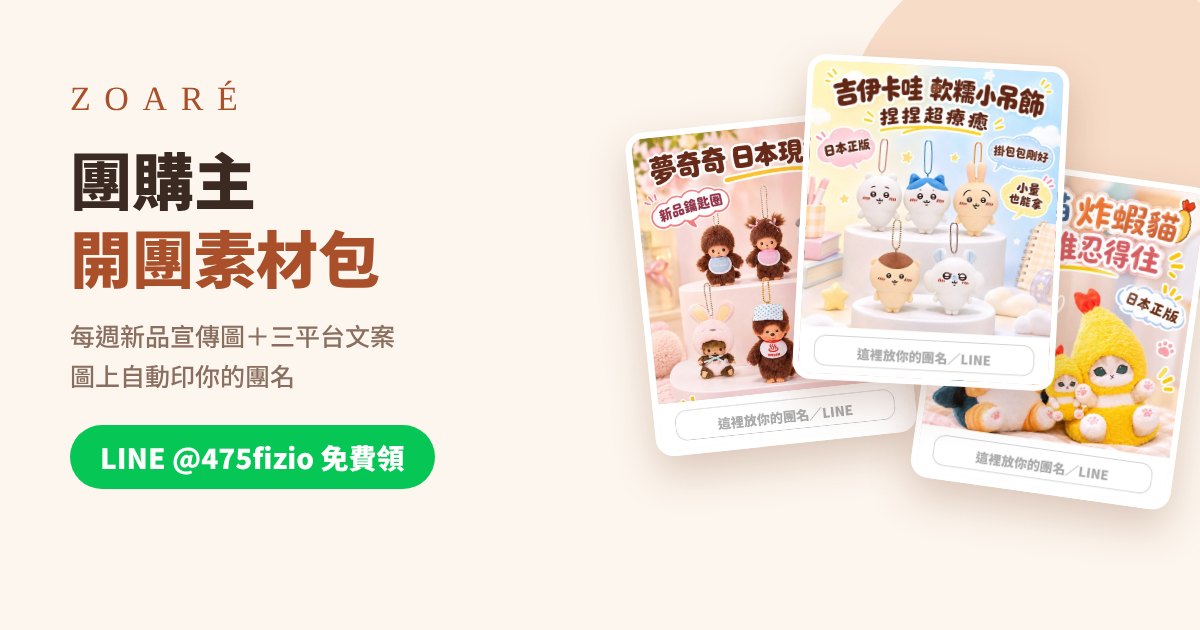 ZOARÉ
團購主
開團素材包
每週新品宣傳圖＋三平台文案
圖上自動印你的團名
LINE @475fizio 免費領
夢奇奇 日本現
新品鑰匙圈
這裡放你的團名／LINE
吉伊卡哇 軟糯小吊飾
捏捏超療癒
日本正版
掛包包剛好
小量
也能拿
這裡放你的團名／LINE
炸蝦貓
忍得住
日本正版
這裡放你的團名／LINE